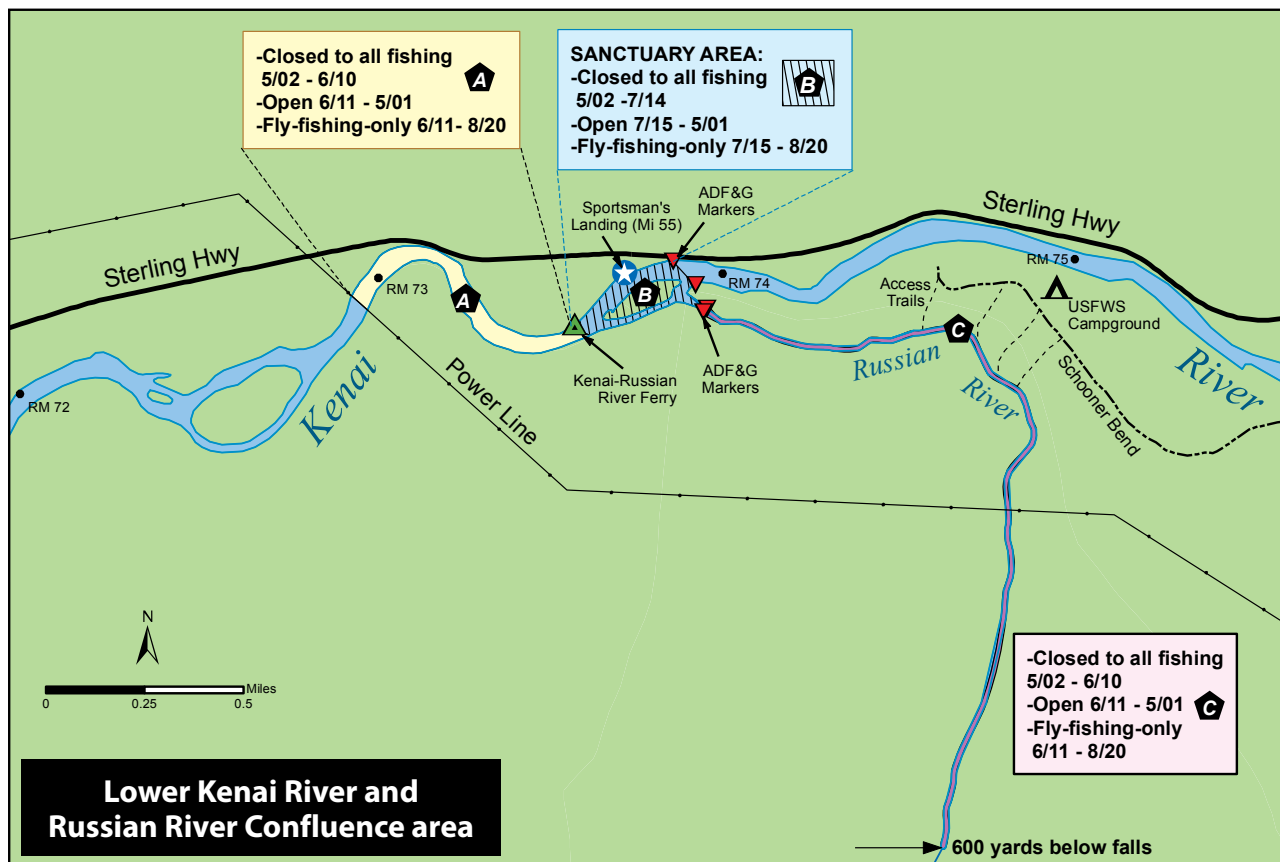 -Closed to all fishing
5/02 - 6/10
-Open 6/11 - 5/01
-Fly-fishing-only 6/11- 8/20
A
SANCTUARY AREA:
-Closed to all fishing
5/02 -7/14
-Open 7/15 - 5/01
-Fly-fishing-only 7/15 - 8/20
B
Sportsman's
Landing (Mi 55)
ADF&G
Markers
Sterling Hwy
Sterling Hwy
RM 73
A
B
RM 74
RM 75
Access
Trails
USFWS
Campground
C
Russian
River
Schooner Bend
River
Kenai-Russian
River Ferry
ADF&G
Markers
Kenai
Power Line
RM 72
N
Miles
0 0.25 0.5
-Closed to all fishing
5/02 - 6/10
-Open 6/11 - 5/01
-Fly-fishing-only
6/11 - 8/20
C
Lower Kenai River and
Russian River Confluence area
600 yards below falls